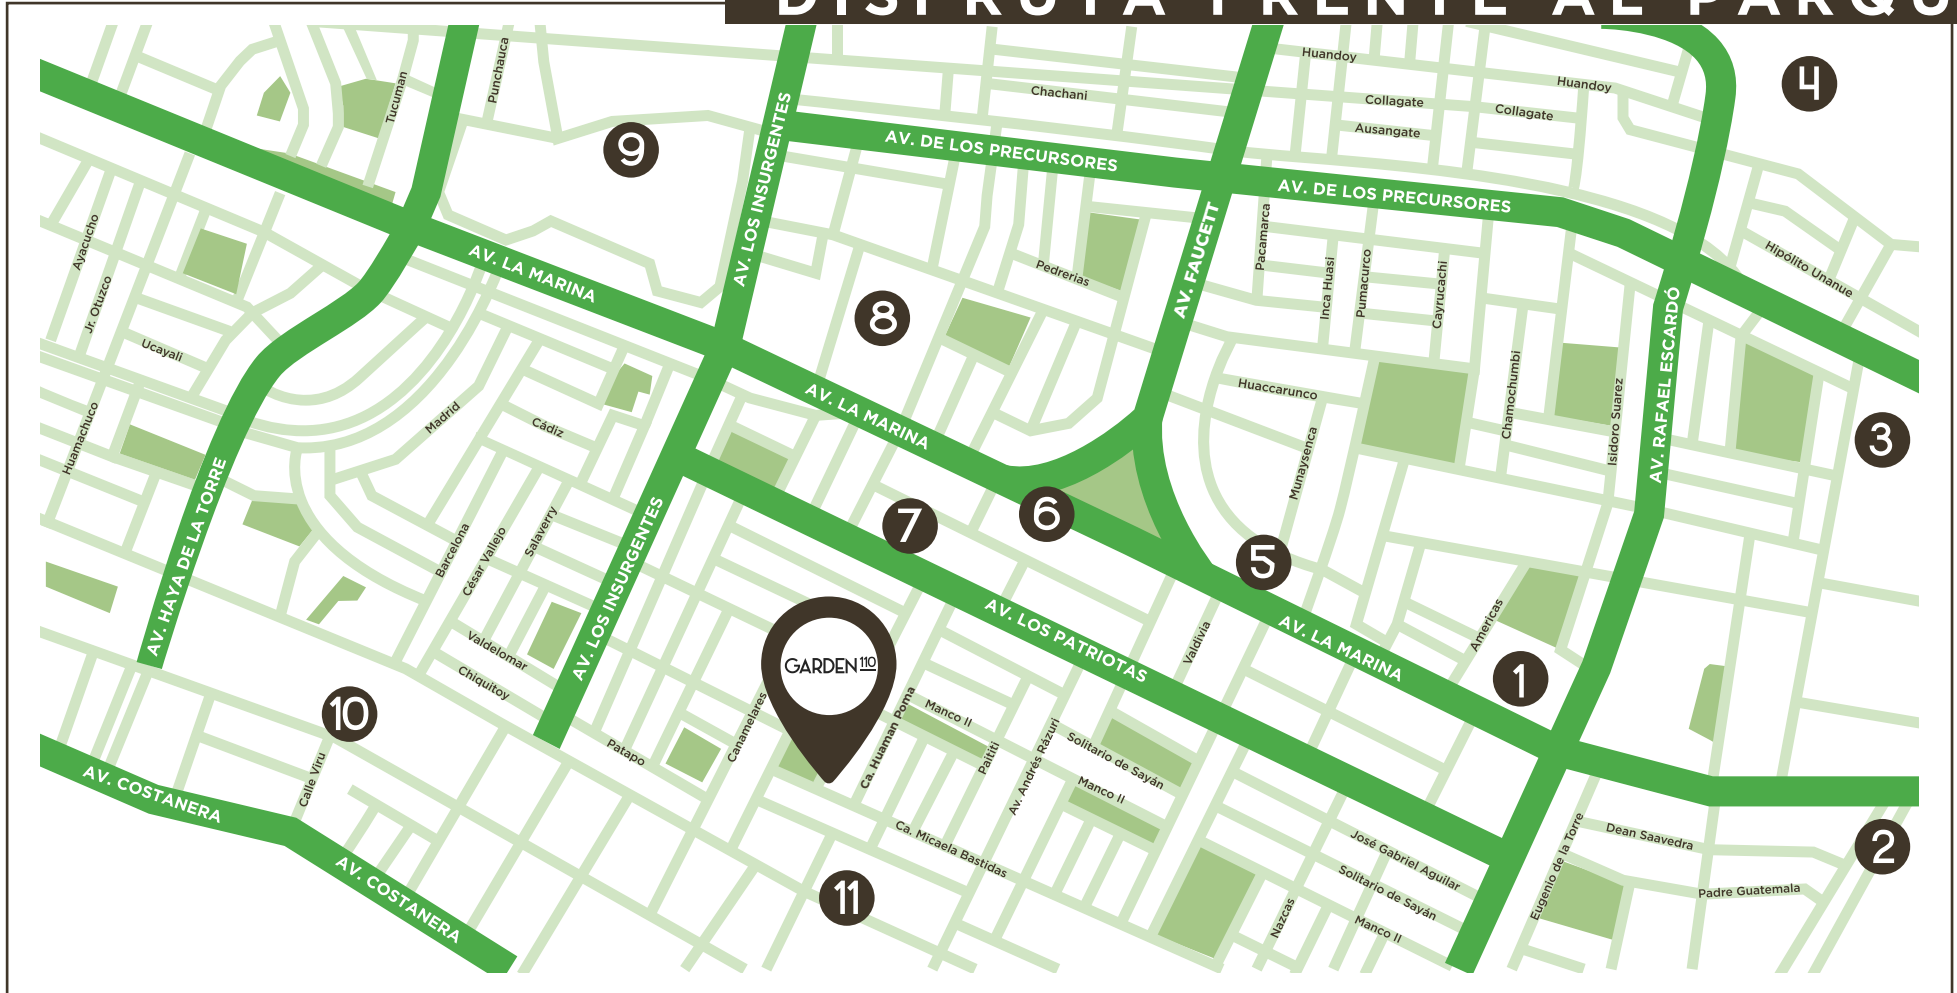 DISFRUTA FRENTE AL PARQU
Huandoy
Huandoy
4
Punchauca
Tucuman
Chachani
Collagate
Collagate
Ausangate
9
AV. DE LOS PRECURSORES
AV. DE LOS PRECURSORES
AV. LOS INSURGENTES
Ayacucho
AV. LA MARINA
Pacamarca
AV. FAUCETT
Hipólito Unanue
Pedrerias
Inca Huasi
Pumacurco
Cayrucachi
Jr. Otuzco
8
Ucayali
AV. RAFAEL ESCARDÓ
Huaccarunco
Chamochumbi
Isidoro Suarez
Madrid
Cádiz
AV. LA MARINA
Huamachuco
3
Munaysenca
AV. HAYA DE LA TORRE
Barcelona
César Vallejo
Salaverry
7
6
5
AV. LOS INSURGENTES
AV. LOS PATRIOTAS
Valdivia
Americas
AV. LA MARINA
Valdelomar
Chiquitoy
GARDEN 110
1
10
Canamelares
Ca. Huaman Poma
Manco II
Paititi
Av. Andrés Rázuri
Solitario de Sayán
Manco II
Patapo
Calle Viru
AV. COSTANERA
Ca. Micaela Bastidas
José Gabriel Aguilar
Eugenio de la Torre
Dean Saavedra
2
Padre Guatemala
AV. COSTANERA
11
Solitario de Sayán
Nazcas
Manco II